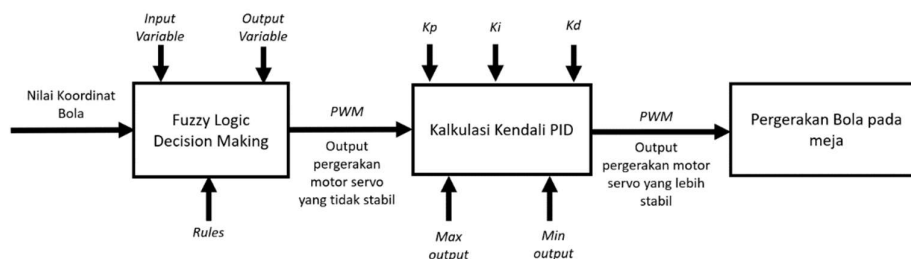 Input
Variable
Output
Variable
Kp
Ki
Kd
Nilai Koordinat
Bola
Fuzzy Logic
Decision Making
PWM
Output
pergerakan
motor servo
yang tidak stabil
Kalkulasi Kendali PID
PWM
Output
pergerakan motor
servo yang lebih
stabil
Pergerakan Bola pada
meja
Rules
Max
output
Min
output